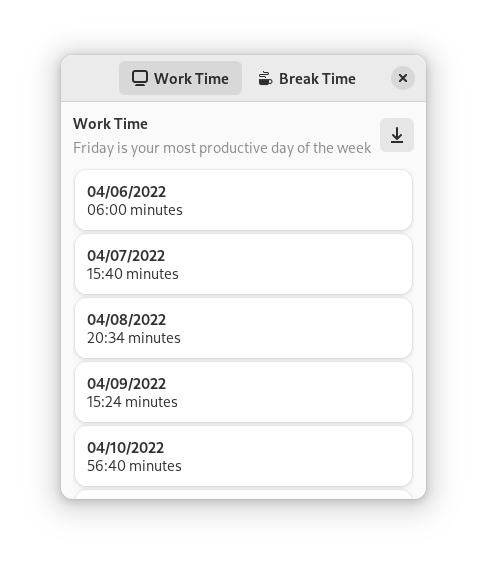 Work Time
Break Time
Work Time
Friday is your most productive day of the week
04/06/2022
06:00 minutes
04/07/2022
15:40 minutes
04/08/2022
20:34 minutes
04/09/2022
15:24 minutes
04/10/2022
56:40 minutes